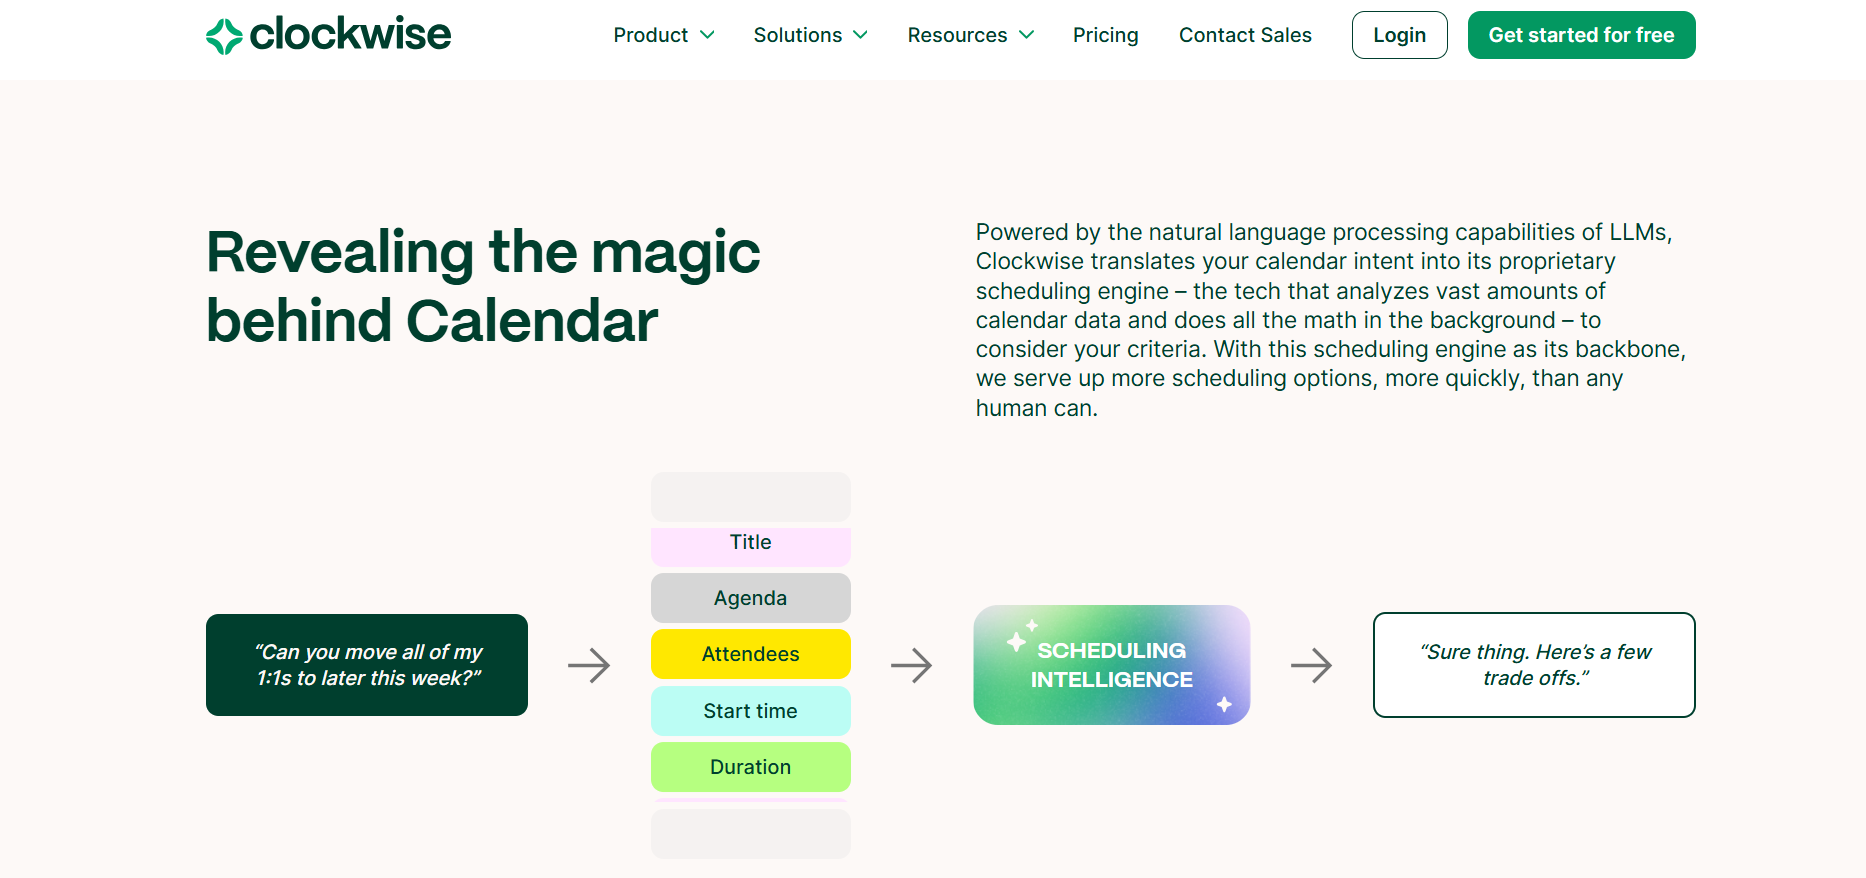 clockwise
Product
Solutions
Resources
Pricing
Contact Sales
Login
Get started for free
Revealing the magic
behind Calendar
Powered by the natural language processing capabilities of LLMs,
Clockwise translates your calendar intent into its proprietary
scheduling engine – the tech that analyzes vast amounts of
calendar data and does all the math in the background – to
consider your criteria. With this scheduling engine as its backbone,
we serve up more scheduling options, more quickly, than any
human can.
“Can you move all of my
1:1s to later this week?”
Title
Agenda
Attendees
Start time
Duration
SCHEDULING
INTELLIGENCE
“Sure thing. Here’s a few
trade offs.”